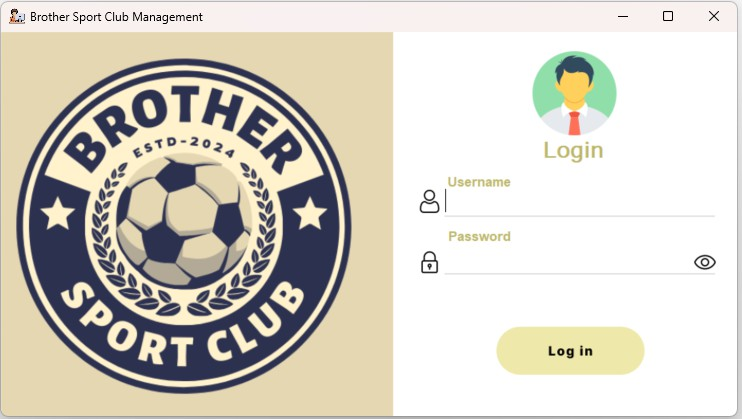 Brother Sport Club Management
BROTHER
ESTD-2024
SPORT CLUB
Login
Username
Password
Log in